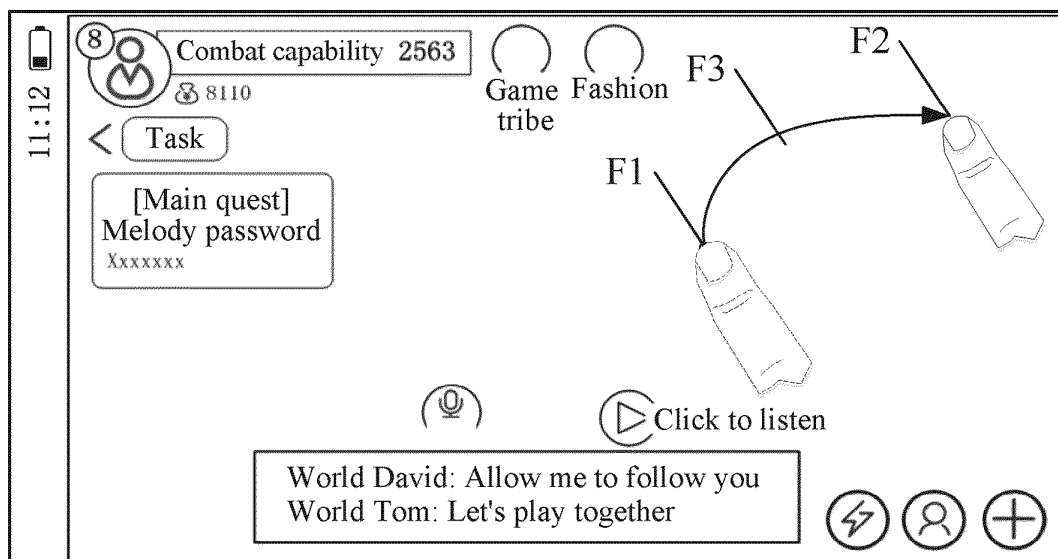 11:12
8
Combat capability 2563
8110
Game
tribe
Fashion
Task
[Main quest]
Melody password
Xxxxxxx
F1
F3
F2
Click to listen
World David: Allow me to follow you
World Tom: Let's play together